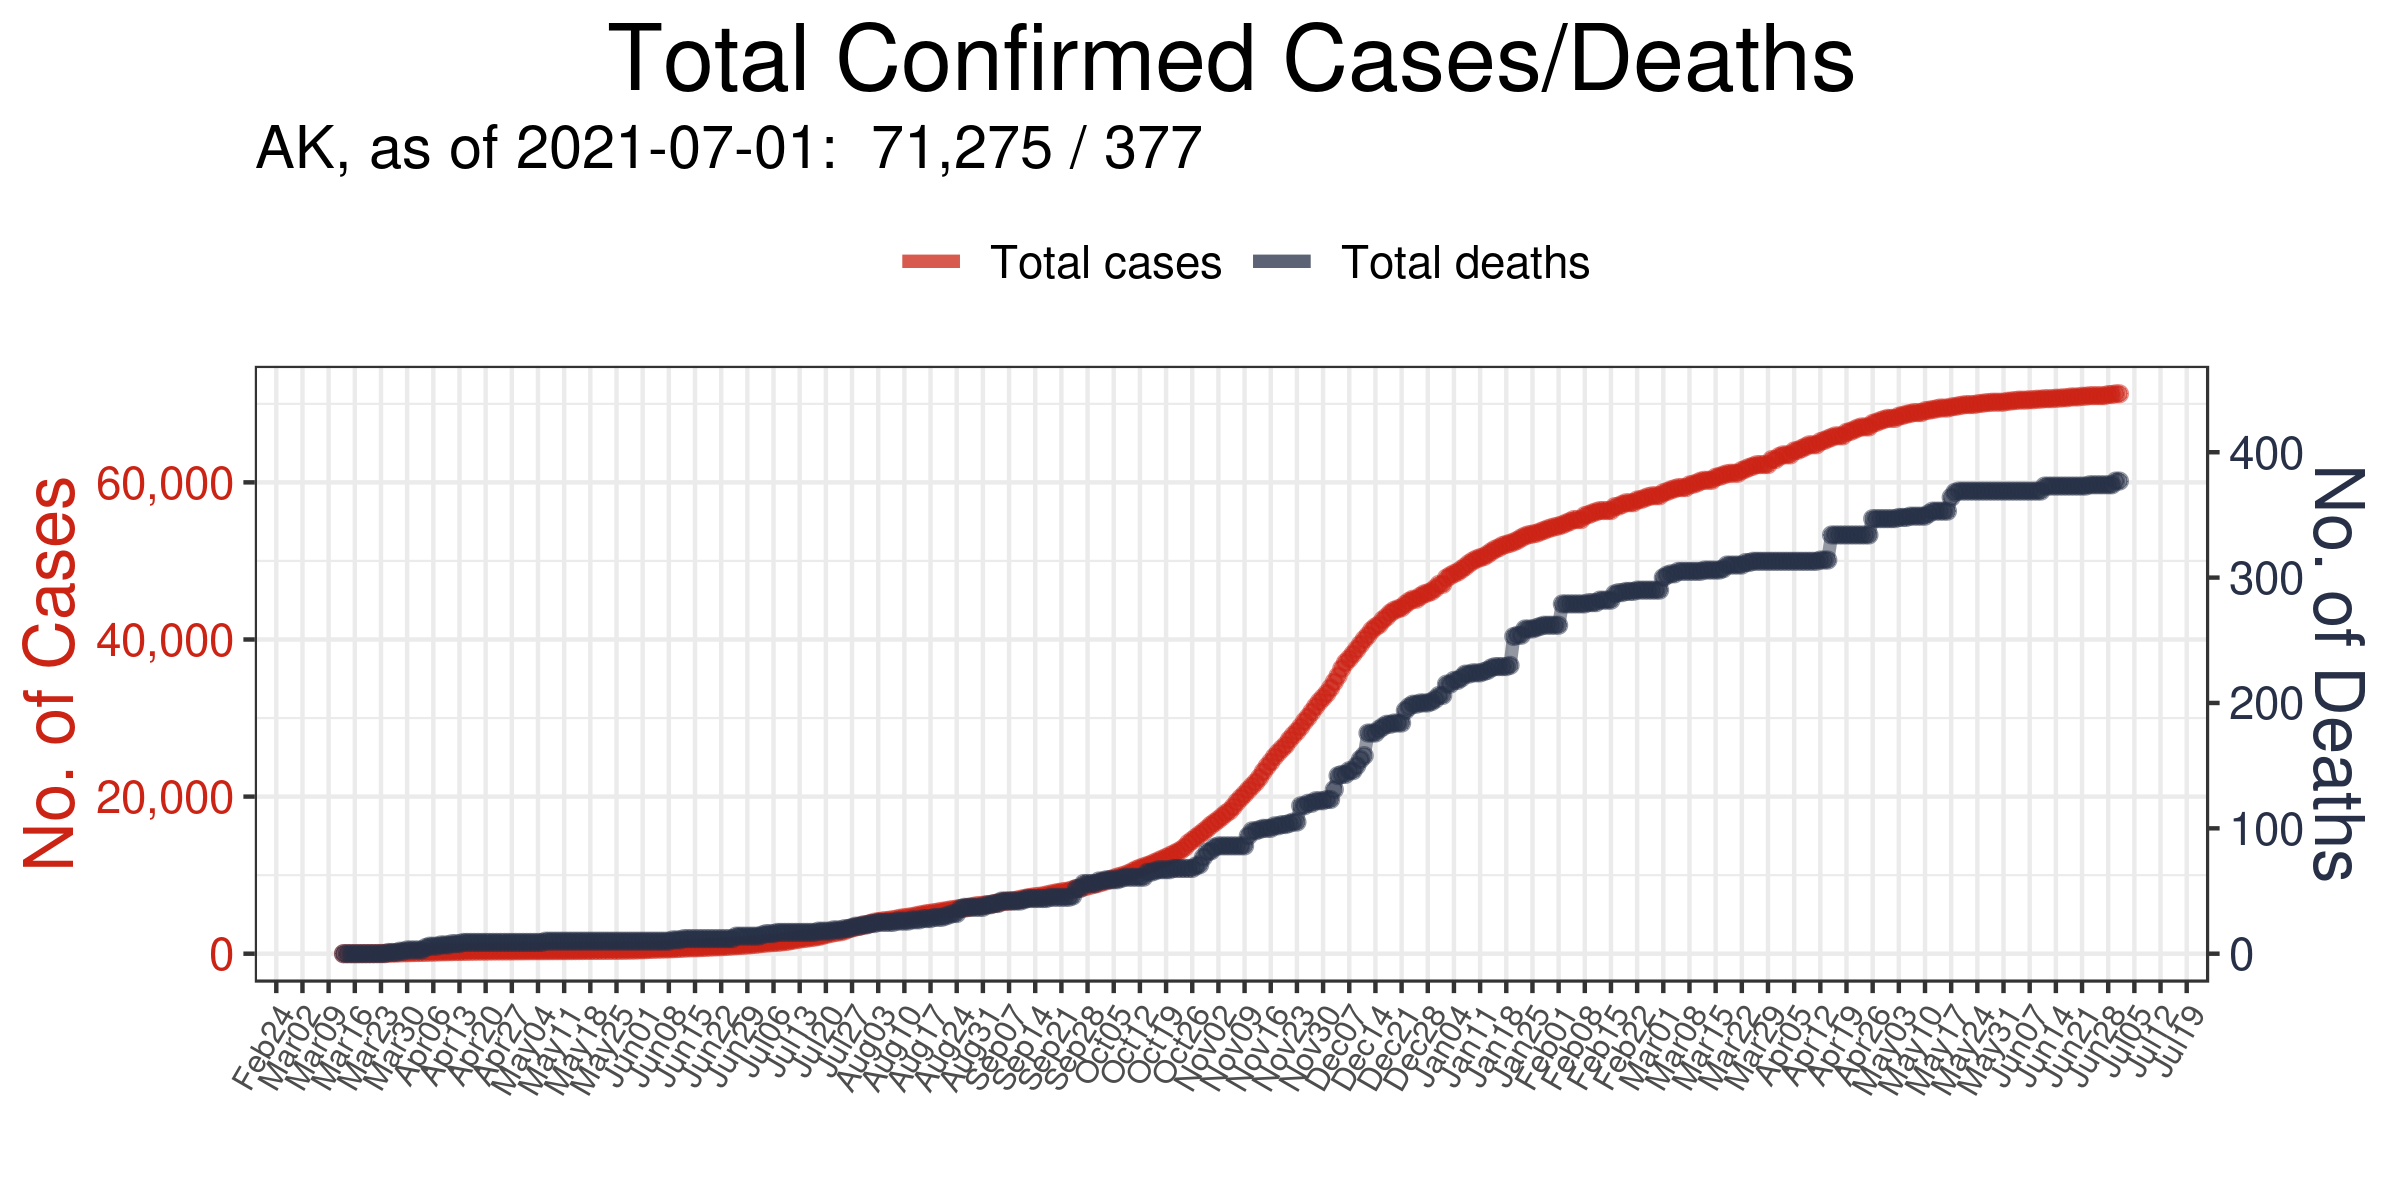 Total Confirmed Cases/Deaths
AK, as of 2021-07-01:  71,275 / 377
Total cases
Total deaths
No. of Cases
60,000
40,000
20,000
0
400
300
200
100
0
No. of Deaths
Feb24
Mar02
Mar09
Mar16
Mar23
Mar30
Apr06
Apr13
Apr20
Apr27
May04
May11
May18
May25
Jun01
Jun08
Jun15
Jun22
Jun29
Jul06
Jul13
Jul20
Jul27
Aug03
Aug10
Aug17
Aug24
Aug31
Sep07
Sep14
Sep21
Sep28
Oct05
Oct12
Oct19
Oct26
Nov02
Nov09
Nov16
Nov23
Nov30
Dec07
Dec14
Dec21
Dec28
Jan04
Jan11
Jan18
Jan25
Feb01
Feb08
Feb15
Feb22
Mar01
Mar08
Mar15
Mar22
Mar29
Apr05
Apr12
Apr19
Apr26
May03
May10
May17
May24
May31
Jun07
Jun14
Jun21
Jun28
Jul05
Jul12
Jul19